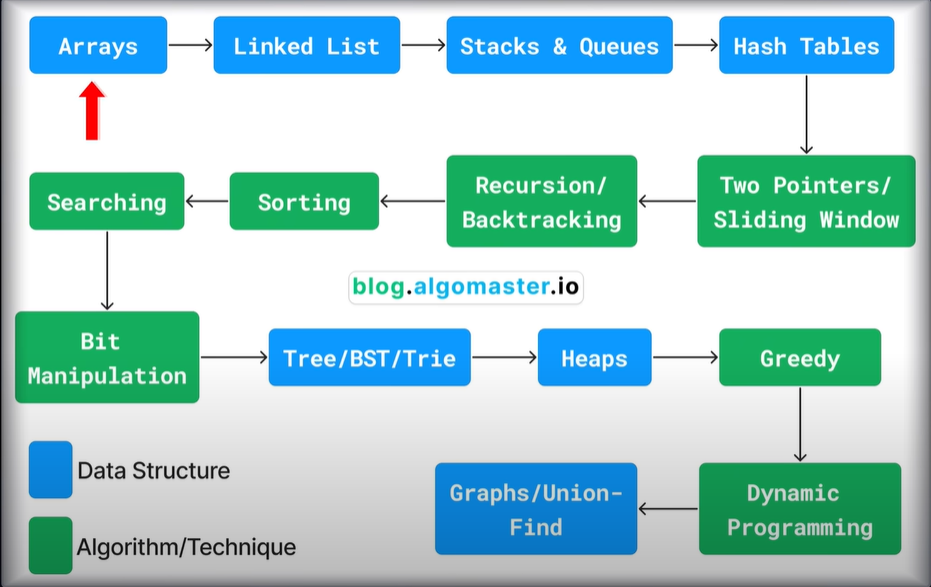 Arrays
Linked List
Stacks & Queues
Hash Tables
Two Pointers/
Sliding Window
Recursion/
Backtracking
Sorting
Searching
blog.algomaster.io
Bit
Manipulation
Tree/BST/Trie
Heaps
Greedy
Dynamic
Programming
Graphs/Union-
Find
Data Structure
Algorithm/Technique